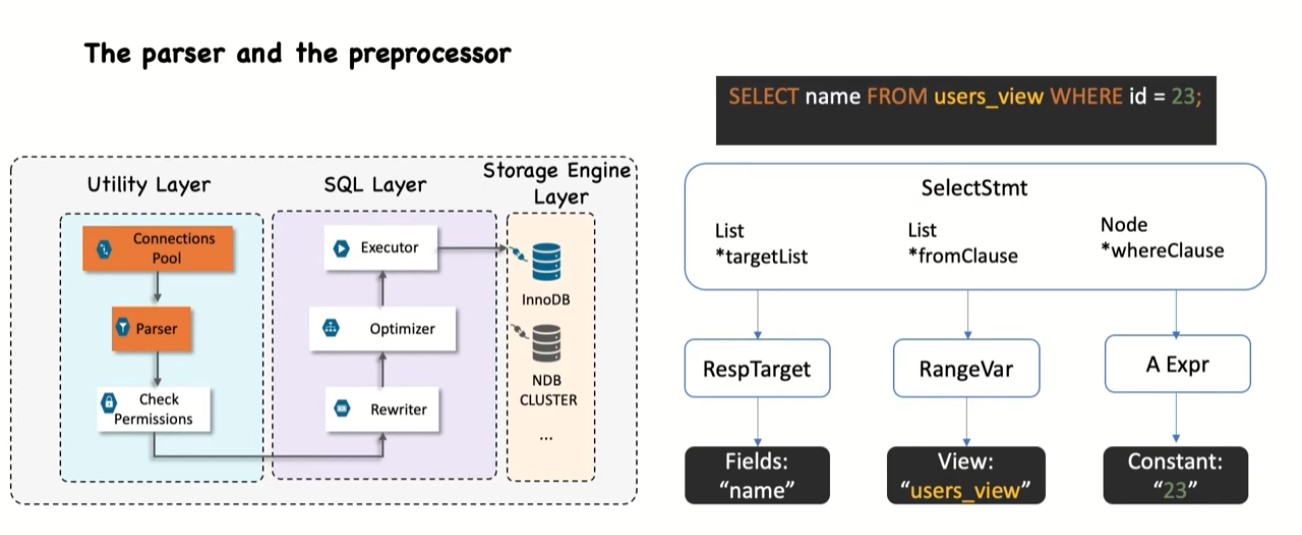 The parser and the preprocessor
Utility Layer
Connections
Pool
Parser
Check
Permissions
SQL Layer
Executor
Optimizer
Rewriter
Storage Engine
Layer
InnoDB
NDB
CLUSTER
...
SELECT name FROM users_view WHERE id = 23;
SelectStmt
List
*targetList
List
*fromClause
Node
*whereClause
RespTarget
RangeVar
A Expr
Fields:
“name”
View:
“users_view”
Constant:
“23”